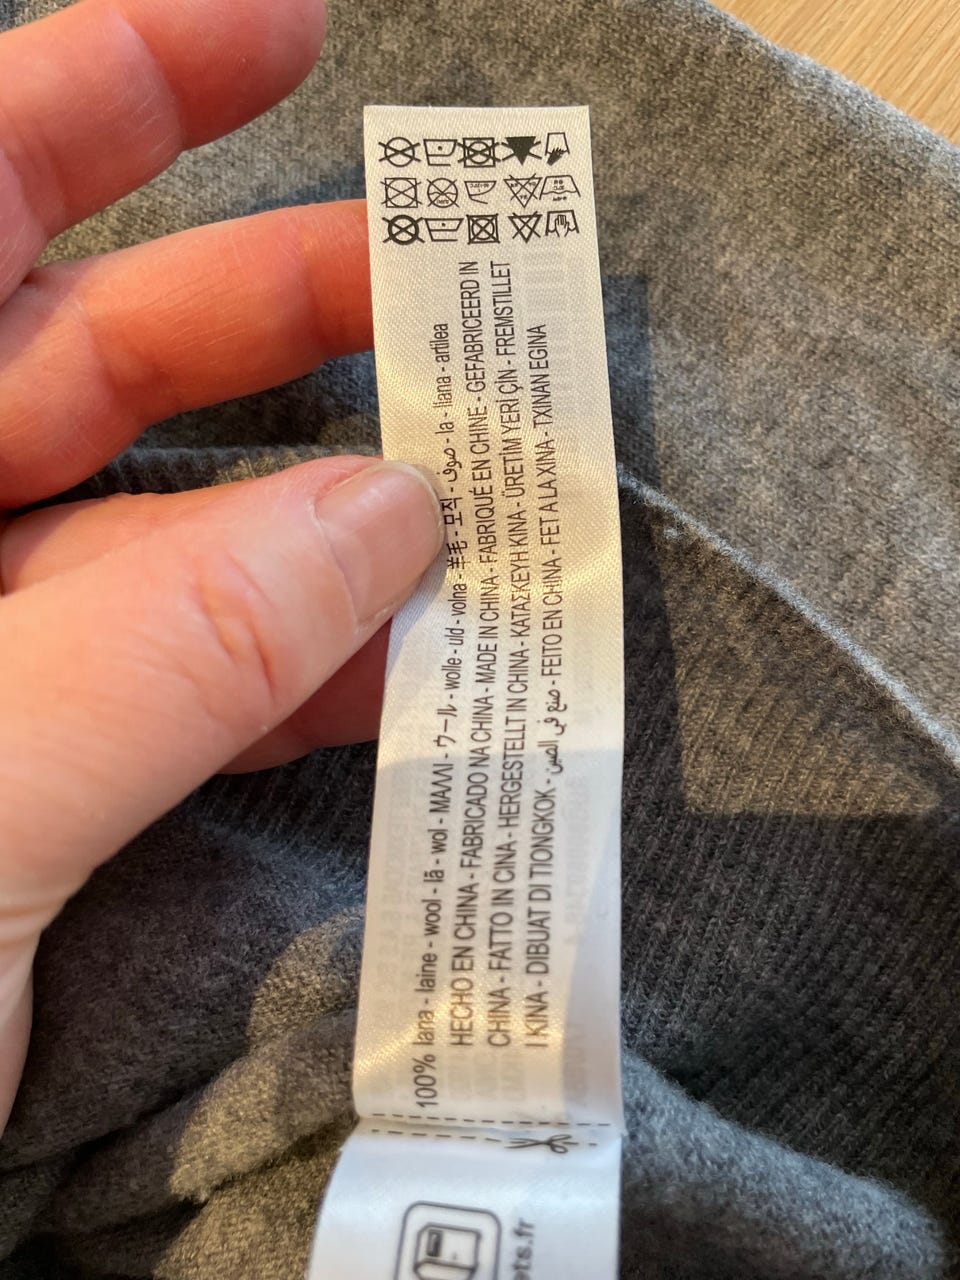 100% lana - laine - wool - lã - wol - ΜΑΛΛΙ - ウール - wolle - uld - volna - 羊毛 - 모직 - صوف - la - llana - artilea
HECHO EN CHINA - FABRICADO NA CHINA - MADE IN CHINA - FABRIQUÉ EN CHINE - GEFABRICEERD IN
CHINA - FATTO IN CINA - HERGESTELLT IN CHINA - ΚΑΤΑΣΚΕΥΗ ΚΙΝΑ - ÜRETİM YERİ ÇİN - FREMSTILLET
I KINA - DIBUAT DI TIONGKOK - صنع في الصين - FEITO EN CHINA - FET A LA XINA - TXINAN EGINA